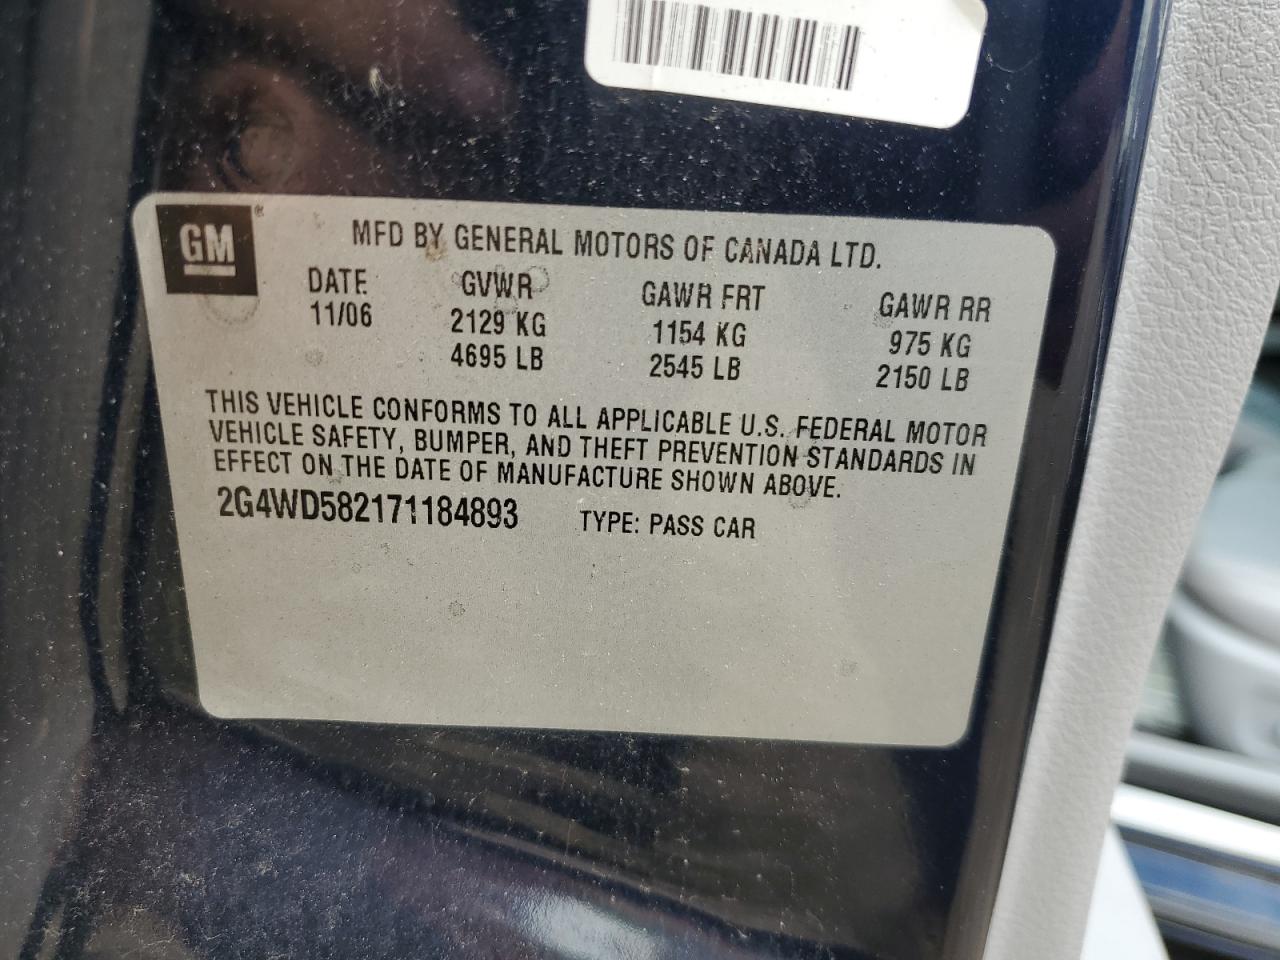 GM®
MFD BY GENERAL MOTORS OF CANADA LTD.
DATE GVWR GAWR FRT GAWR RR
11/06 2129 KG 1154 KG 975 KG
4695 LB 2545 LB 2150 LB
THIS VEHICLE CONFORMS TO ALL APPLICABLE U.S. FEDERAL MOTOR
VEHICLE SAFETY, BUMPER, AND THEFT PREVENTION STANDARDS IN
EFFECT ON THE DATE OF MANUFACTURE SHOWN ABOVE.
2G4WD582171184893 TYPE: PASS CAR